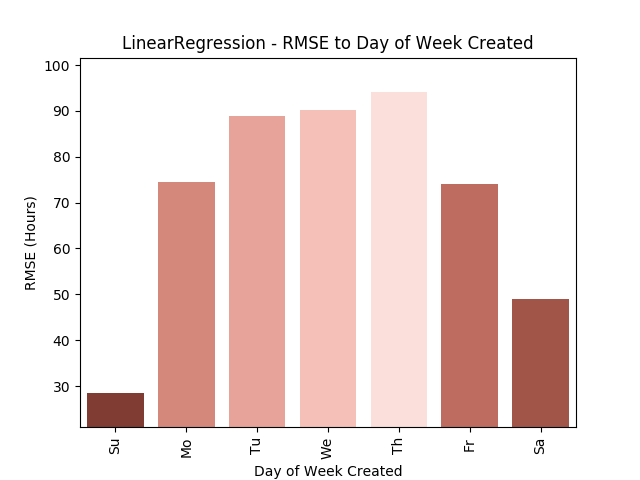 LinearRegression - RMSE to Day of Week Created
100
90
80
70
60
50
40
30
RMSE (Hours)
Su Mo Tu We Th Fr Sa
Day of Week Created